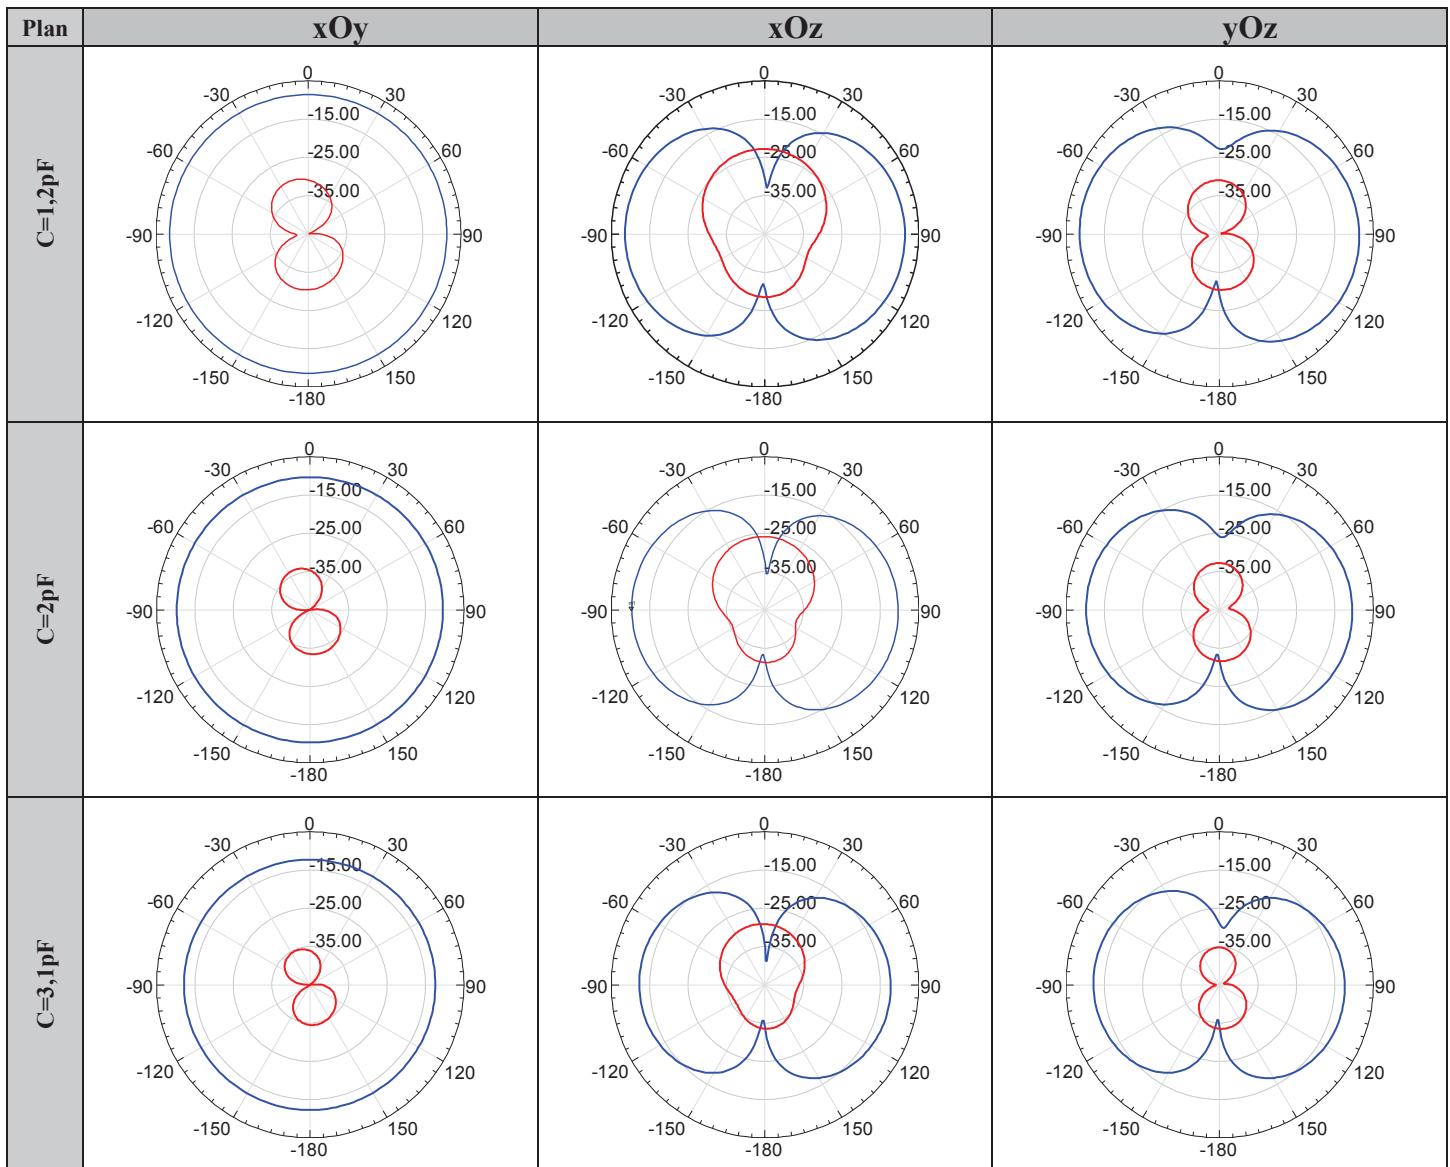 Plan xOy xOz yOz
C=1,2pF
0 0 0
-30 30 -30 30 -30 30
-15.00 -15.00 -15.00
-60 60 -60 60 -60 60
-25.00 -25.00 -25.00
-35.00 -35.00 -35.00
-90 90 -90 90 -90 90
-120 120 -120 120 -120 120
-150 150 -150 150 -150 150
-180 -180 -180
C=2pF
0 0 0
-30 30 -30 30 -30 30
-15.00 -15.00 -15.00
-60 60 -60 60 -60 60
-25.00 -25.00 -25.00
-35.00 -35.00 -35.00
-90 90 -90 90 -90 90
-120 120 -120 120 -120 120
-150 150 -150 150 -150 150
-180 -180 -180
C=3,1pF
0 0 0
-30 30 -30 30 -30 30
-15.00 -15.00 -15.00
-60 60 -60 60 -60 60
-25.00 -25.00 -25.00
-35.00 -35.00 -35.00
-90 90 -90 90 -90 90
-120 120 -120 120 -120 120
-150 150 -150 150 -150 150
-180 -180 -180